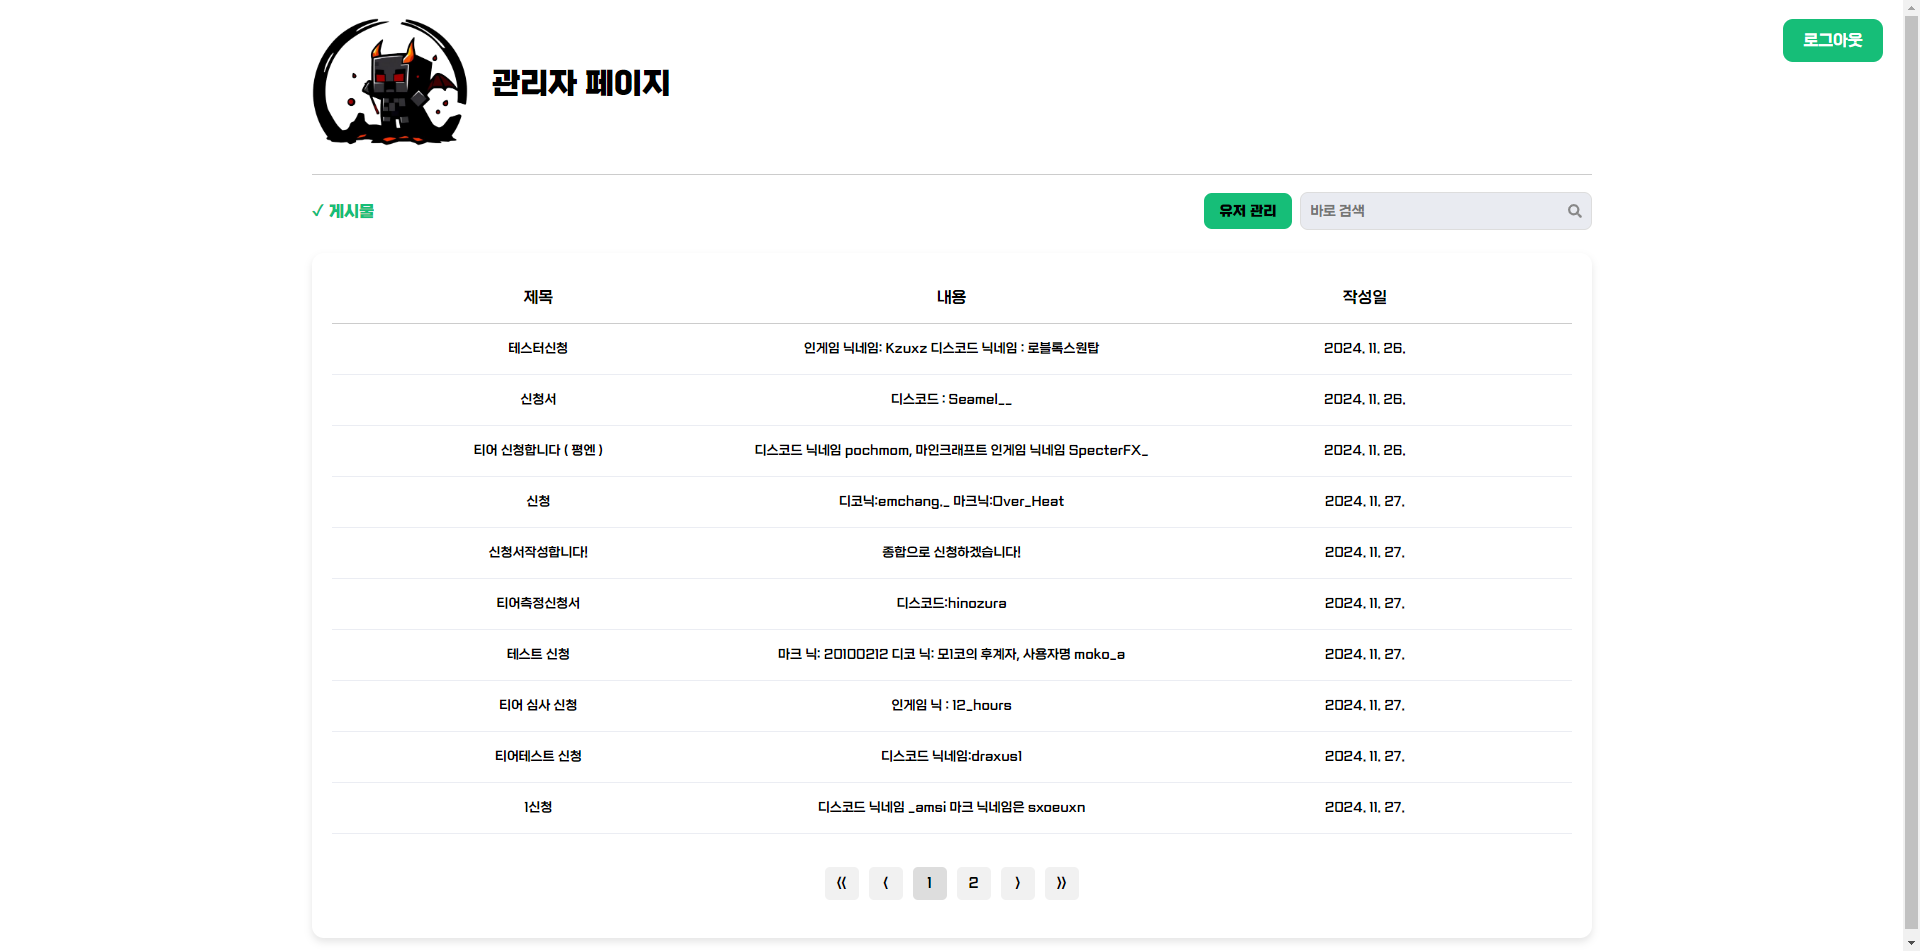 관리자 페이지
로그아웃
✓ 게시물
유저 관리
바로 검색
제목 내용 작성일
테스터신청 인게임 닉네임: Kzuxz 디스코드 닉네임 : 로블록스원탑 2024. 11. 26.
신청서 디스코드 : Seamel__ 2024. 11. 26.
티어 신청합니다 ( 평엔 ) 디스코드 닉네임 pochmom, 마인크래프트 인게임 닉네임 SpecterFX_ 2024. 11. 26.
신청 디코닉:emchang._ 마크닉:Over_Heat 2024. 11. 27.
신청서작성합니다! 종합으로 신청하겠습니다! 2024. 11. 27.
티어측정신청서 디스코드:hinozura 2024. 11. 27.
테스트 신청 마크 닉: 20100212 디코 닉: 모1코의 후계자, 사용자명 moko_a 2024. 11. 27.
티어 심사 신청 인게임 닉 : 12_hours 2024. 11. 27.
티어테스트 신청 디스코드 닉네임:draxus1 2024. 11. 27.
1신청 디스코드 닉네임 _amsi 마크 닉네임은 sxoeuxn 2024. 11. 27.
⟨⟨ ⟨ 1 2 ⟩ ⟩⟩